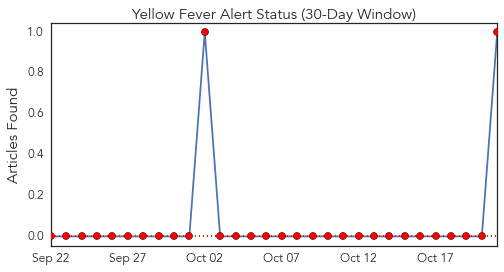 Yellow Fever Alert Status (30-Day Window)
Articles Found
1.0
0.8
0.6
0.4
0.2
0.0
Sep 22 Sep 27 Oct 02 Oct 07 Oct 12 Oct 17